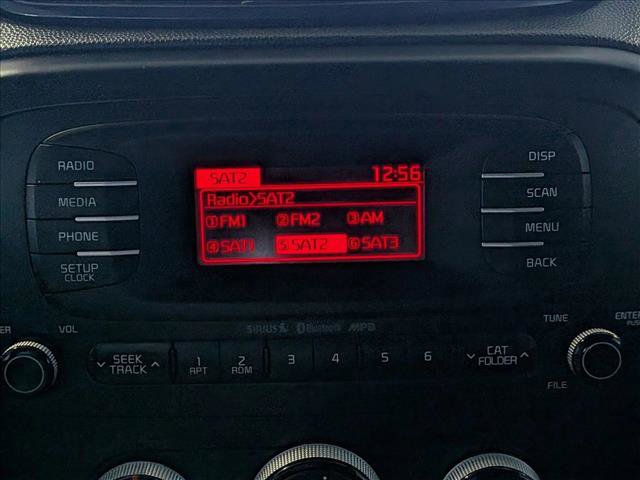 RADIO
MEDIA
PHONE
SETUP
CLOCK
SAT2 12:56
Radio>SAT2
①FM1 ②FM2 ③AM
④SAT1 ⑤SAT2 ⑥SAT3
DISP
SCAN
MENU
BACK
SIRIUS Bluetooth MP3
VOL
TUNE
SEEK
TRACK
1
RPT
2
RDM
3
4
5
6
CAT
FOLDER
FILE